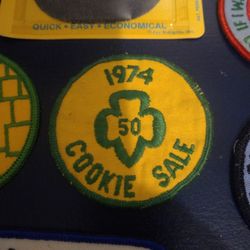 QUICK • EASY • ECONOMICAL
1974
50
COOKIE SALE